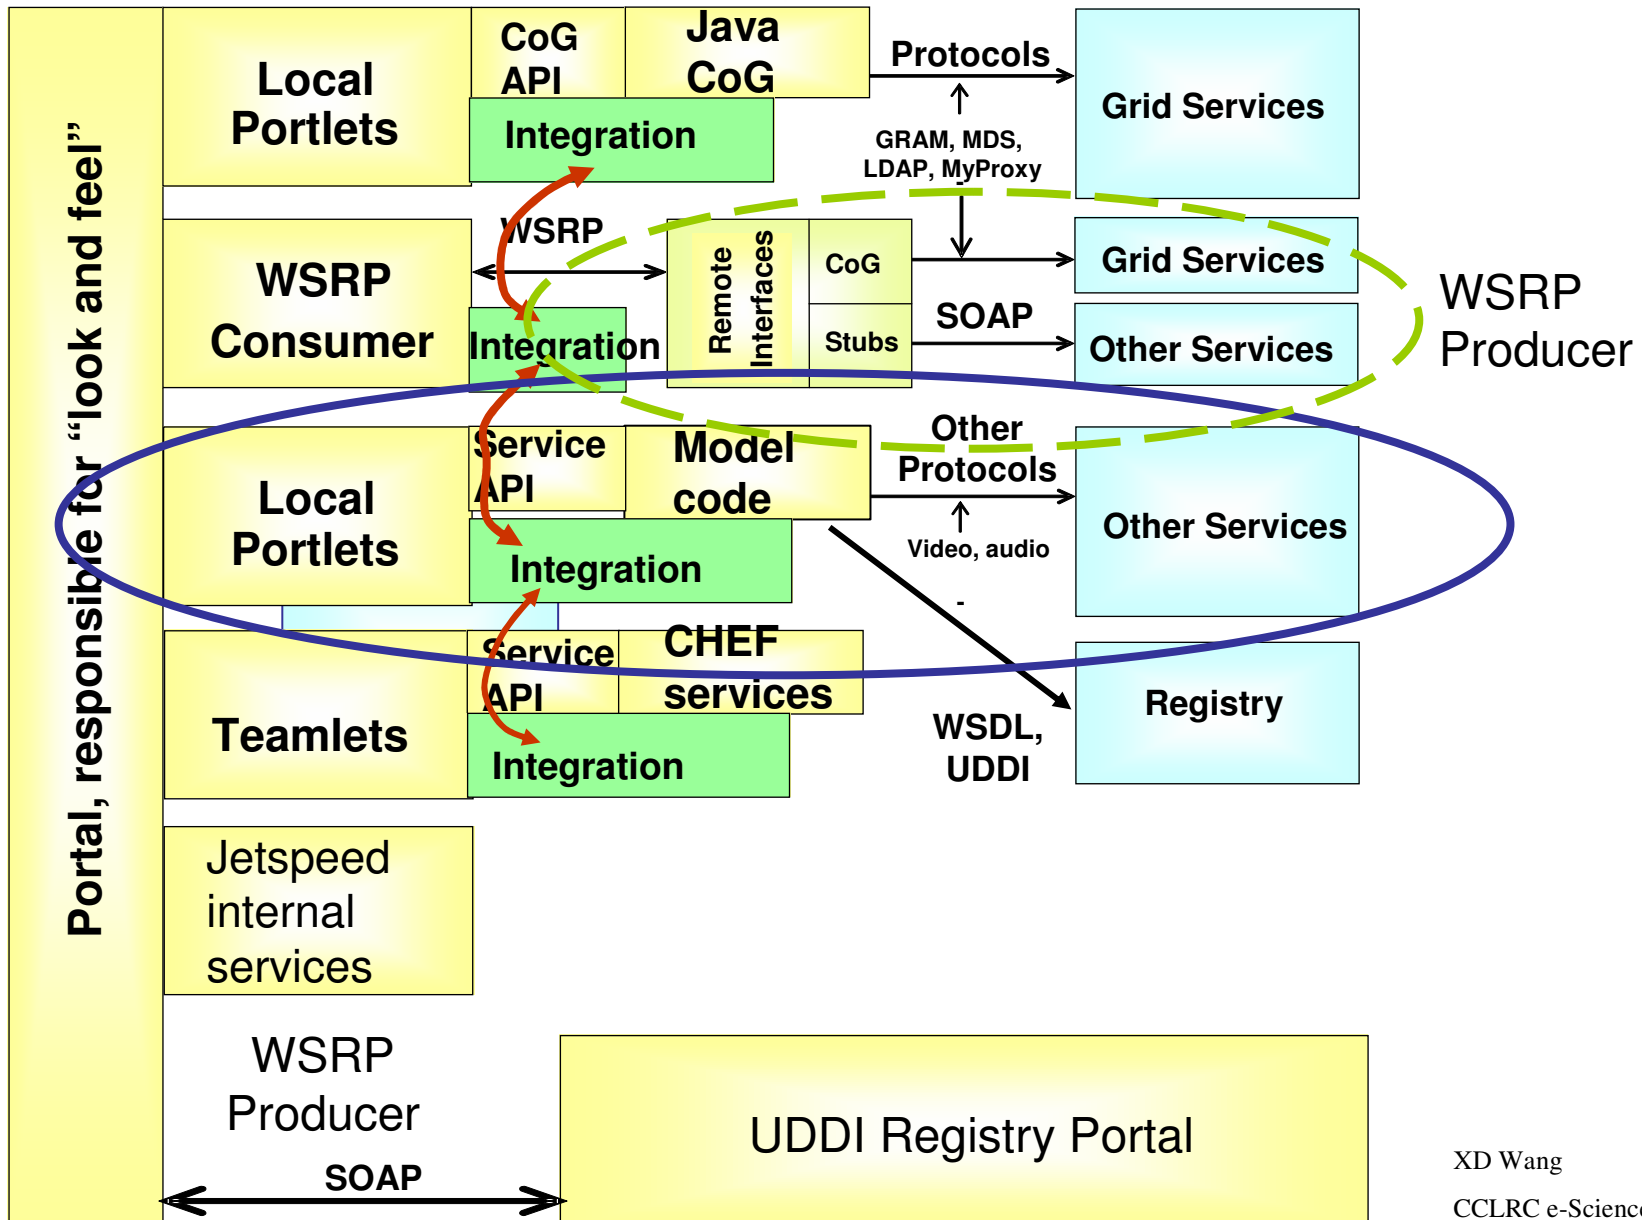 Portal, responsible for “look and feel”
Local
Portlets
CoG
API
Java
CoG
Integration
Protocols
GRAM, MDS,
LDAP, MyProxy
-
Grid Services
WSRP
Consumer
WSRP
Integration
Remote
Interfaces
CoG
Stubs
SOAP
Grid Services
Other Services
WSRP
Producer
Local
Portlets
Service
API
Model
code
Integration
Other
Protocols
Video, audio
-
Other Services
Teamlets
Service
API
CHEF
services
Integration
WSDL,
UDDI
Registry
Jetspeed
internal
services
WSRP
Producer
SOAP
UDDI Registry Portal
XD Wang
CCLRC e-Science